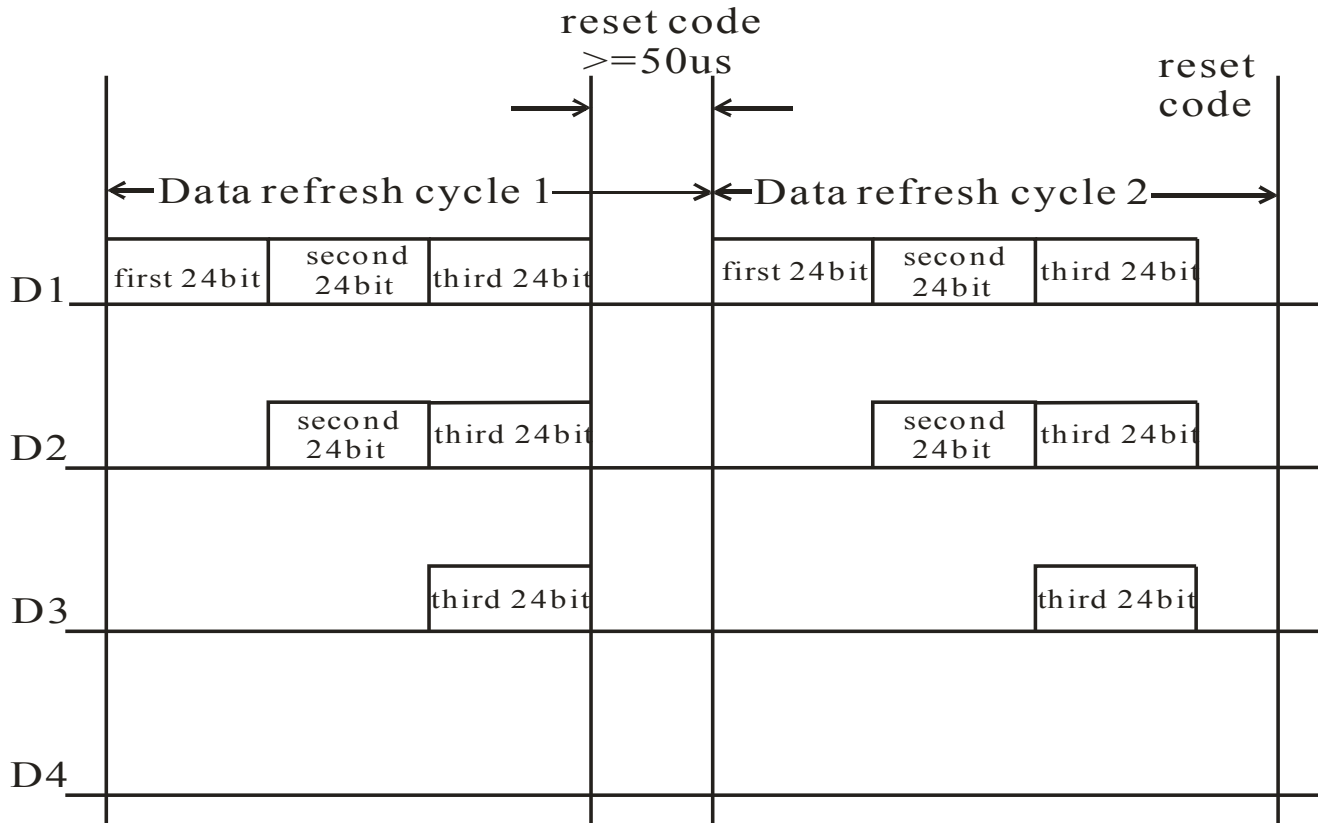 reset code
>=50us
reset
code
Data refresh cycle 1
Data refresh cycle 2
D1
first 24bit
second
24bit
third 24bit
first 24bit
second
24bit
third 24bit
D2
second
24bit
third 24bit
second
24bit
third 24bit
D3
third 24bit
third 24bit
D4